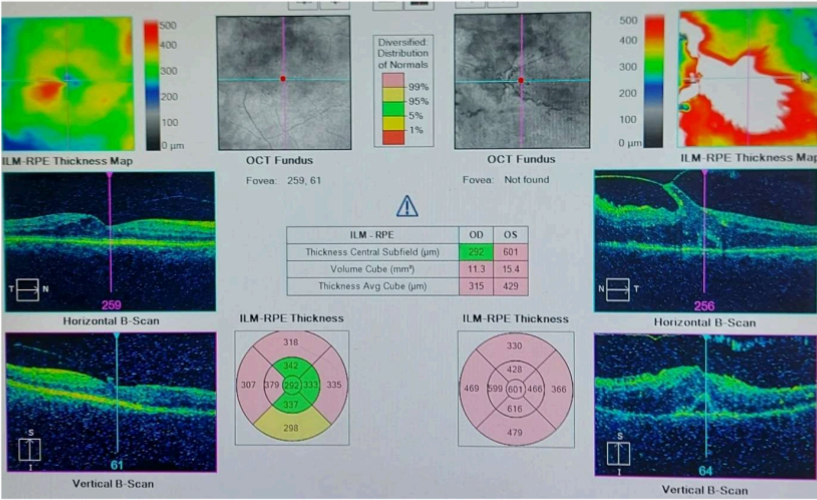 500
400
300
200
100
0 µm
ILM-RPE Thickness Map
OCT Fundus
Fovea: 259, 61
Diversified:
Distribution
of Normals
99%
95%
5%
1%
OCT Fundus
Fovea: Not found
500
400
300
200
100
0 µm
ILM-RPE Thickness Map
T N
259
Horizontal B-Scan
ILM - RPE OD OS
Thickness Central Subfield (µm) 292 601
Volume Cube (mm³) 11.3 15.4
Thickness Avg Cube (µm) 315 429
N T
256
Horizontal B-Scan
S
I
61
Vertical B-Scan
ILM-RPE Thickness
318
342
307 379 292 333 335
337
298
ILM-RPE Thickness
330
428
469 599 601 466 366
616
479
S
I
64
Vertical B-Scan